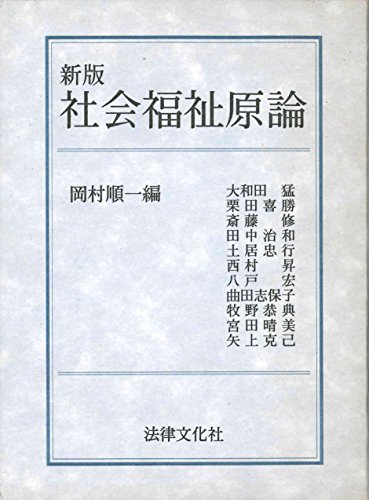 新版
社会福祉原論
岡村順一編
大和田 猛
栗田喜勝
斎藤 修
田中治和
土居忠行
西村 昇
八戸 宏
曲田志保子
牧野恭典
宮田晴美
矢上克己
法律文化社